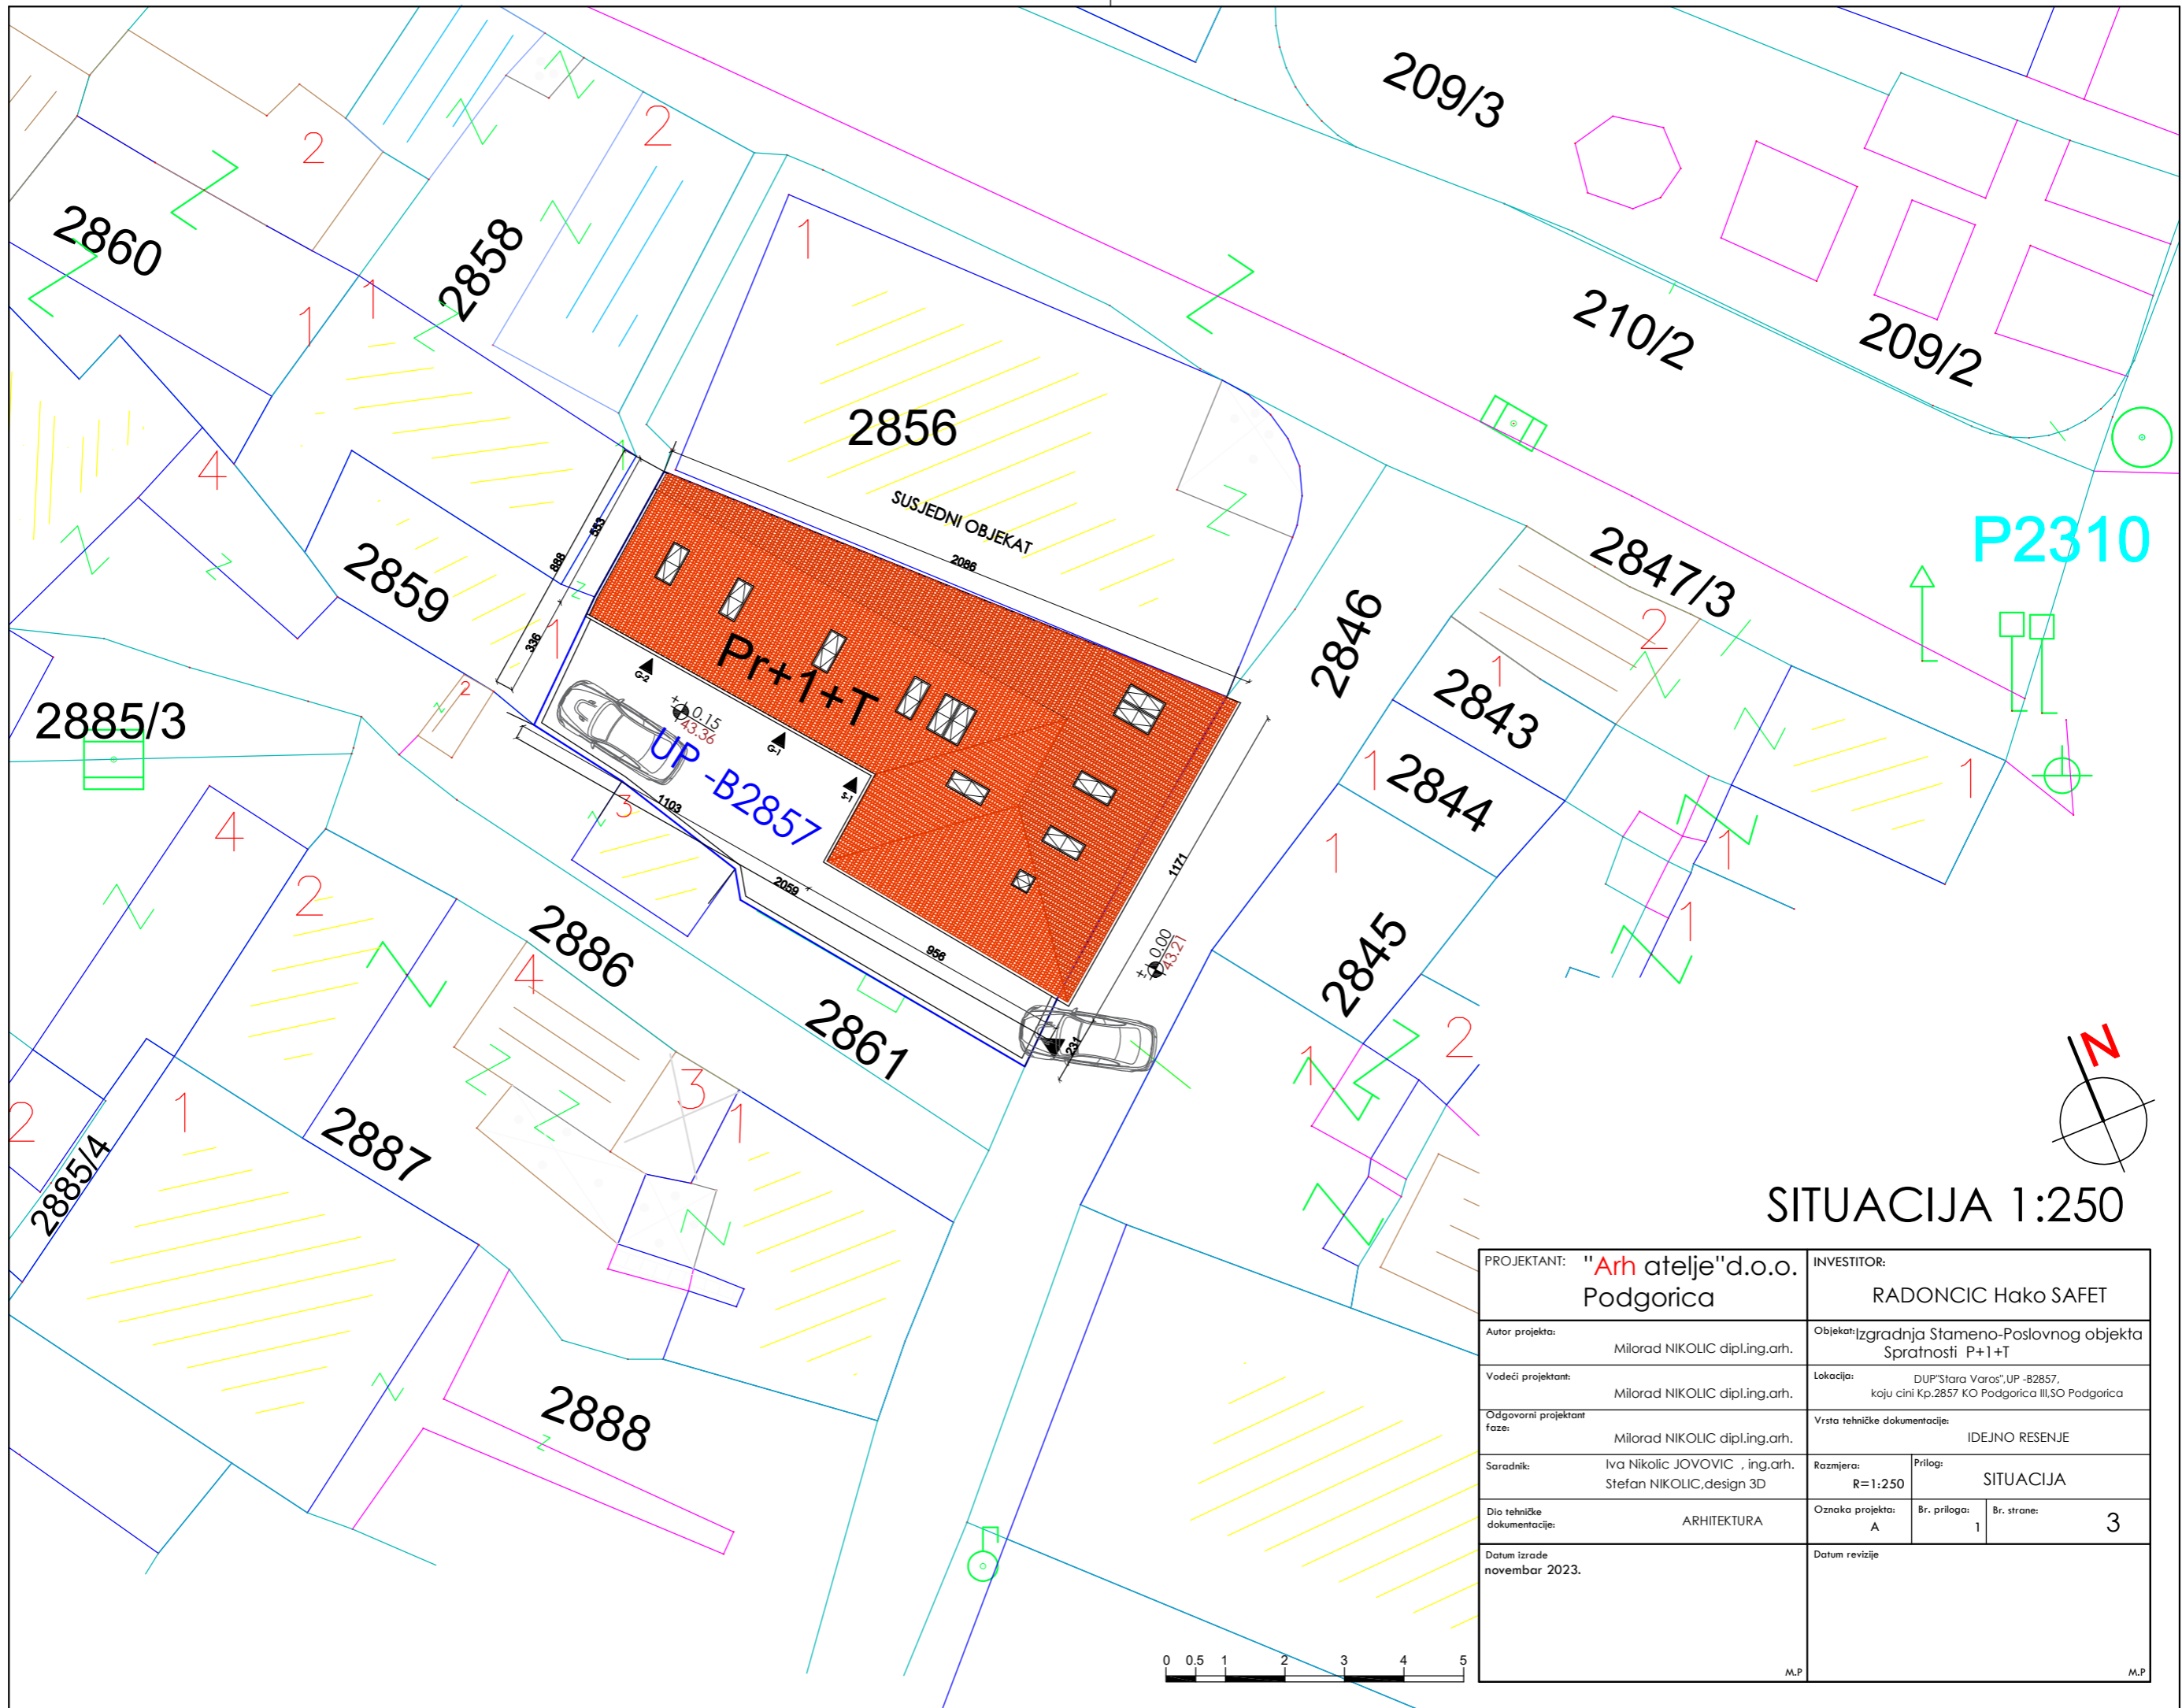 209/3
2
2
2860
2858
1
1
1
210/2
209/2
2856
1
4
SUSJEDNI OBJEKAT
P2310
2847/3
553
888
2086
2859
336
1
2846
2
Pr+1+T
1
2843
G-2
2
2885/3
+ 0.15
43.36
G-1
UP -B2857
S-1
1
2844
1
1103
3
4
1171
1
1
2059
2
2886
956
+ 0.00
43.21
1
4
2845
2861
231
1
2
N
3
1
2
1
2887
2885/4
SITUACIJA 1:250
2888
PROJEKTANT: "Arh atelje"d.o.o.
Podgorica
INVESTITOR:
RADONCIC Hako SAFET
Autor projekta:
Milorad NIKOLIC dipl.ing.arh.
Objekat:Izgradnja Stameno-Poslovnog objekta
Spratnosti P+1+T
Vodeći projektant:
Milorad NIKOLIC dipl.ing.arh.
Lokacija: DUP"Stara Varos",UP -B2857,
koju cini Kp.2857 KO Podgorica III,SO Podgorica
Odgovorni projektant
faze:
Milorad NIKOLIC dipl.ing.arh.
Vrsta tehničke dokumentacije:
IDEJNO RESENJE
Saradnik: Iva Nikolic JOVOVIC , ing.arh.
Stefan NIKOLIC,design 3D
Razmjera:
R=1:250
Prilog:
SITUACIJA
Dio tehničke
dokumentacije:
ARHITEKTURA
Oznaka projekta:
A
Br. priloga:
1
Br. strane:
3
Datum izrade
novembar 2023.
Datum revizije
M.P
M.P
0 0.5 1 2 3 4 5